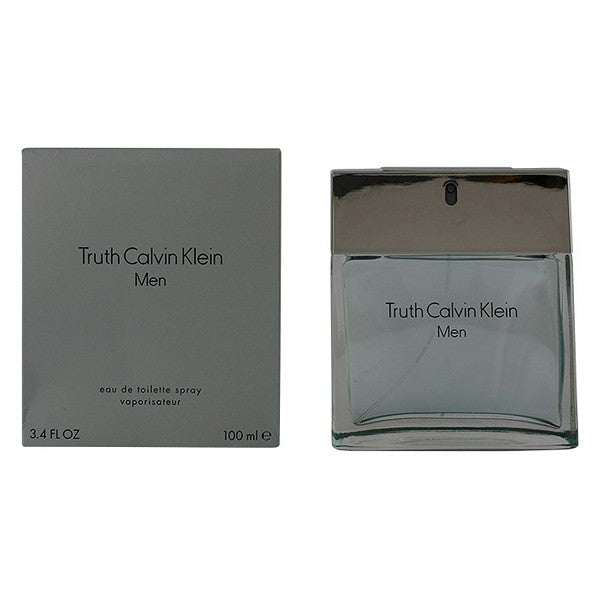 Truth Calvin Klein
Men
eau de toilette spray
vaporisateur
3.4 FL OZ 100 ml ℮
Truth Calvin Klein
Men